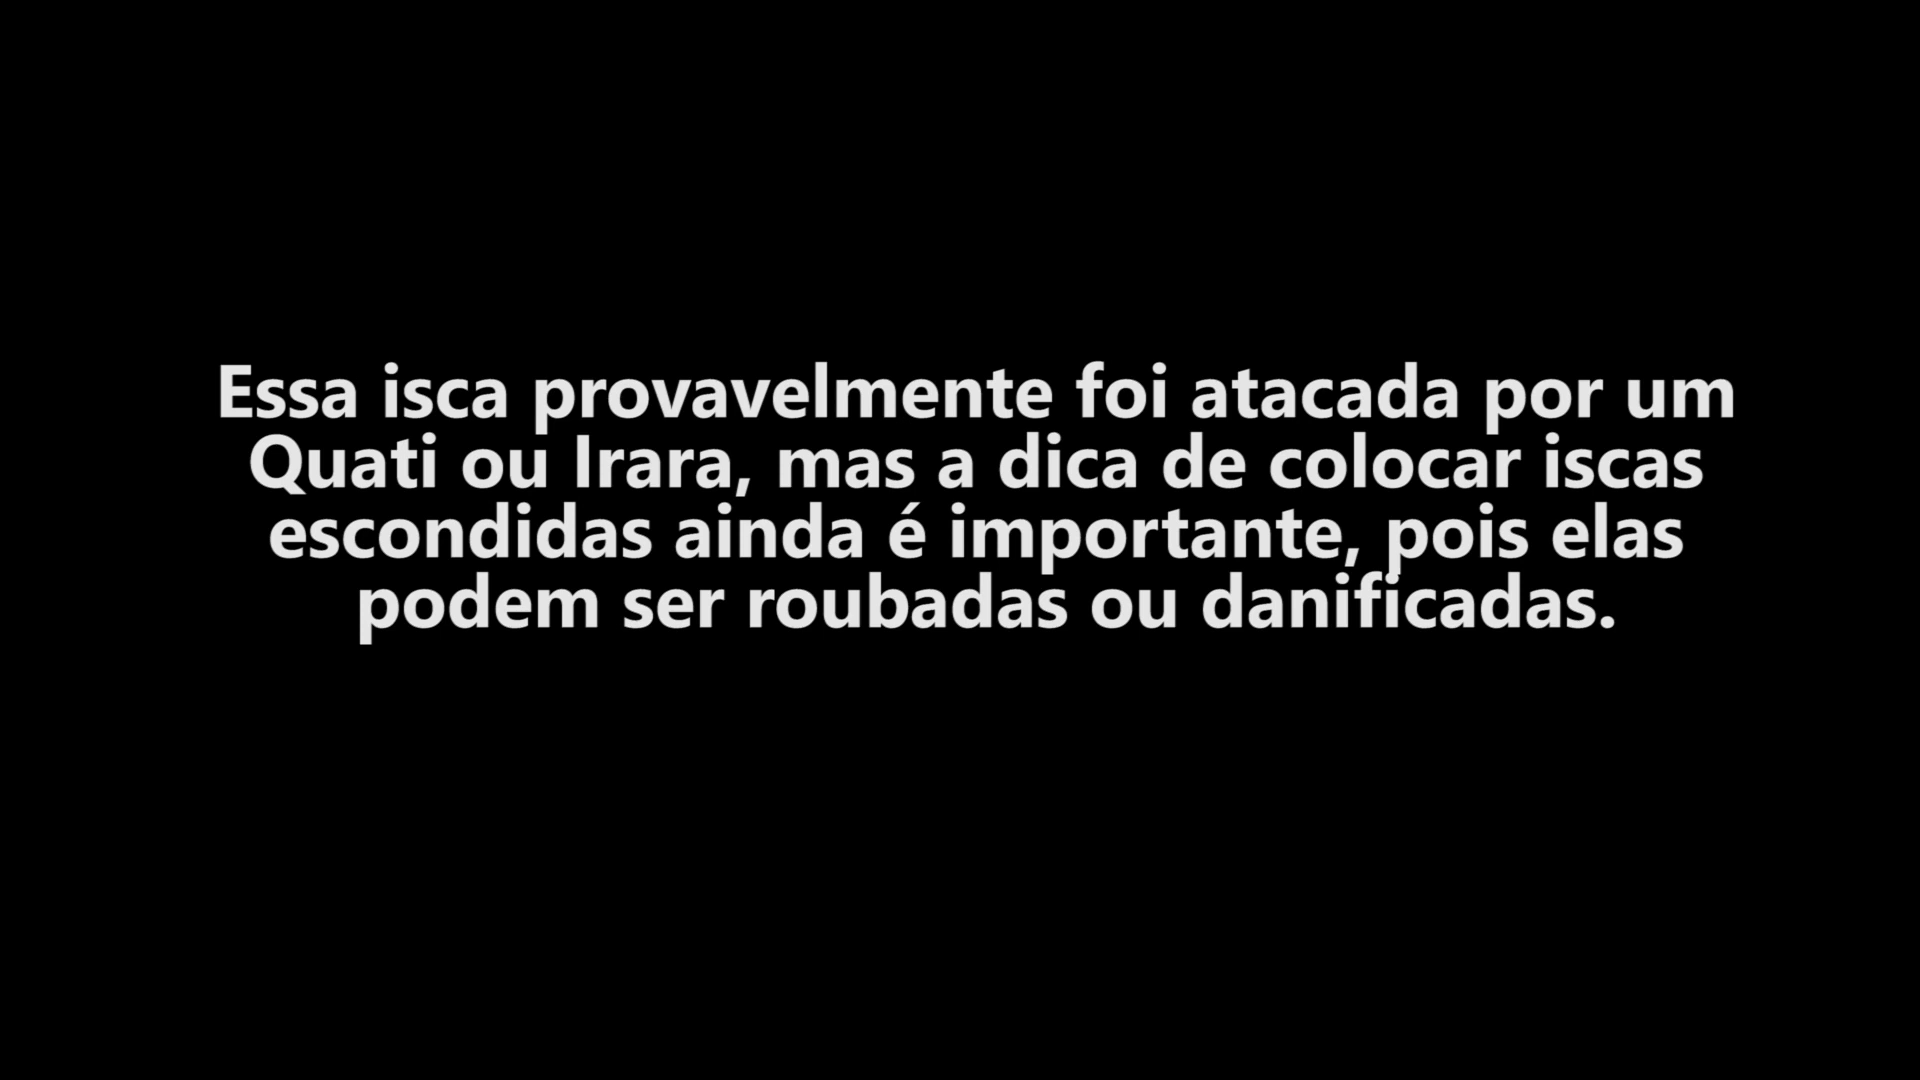 Essa isca provavelmente foi atacada por um
Quati ou Irara, mas a dica de colocar iscas
escondidas ainda é importante, pois elas
podem ser roubadas ou danificadas.